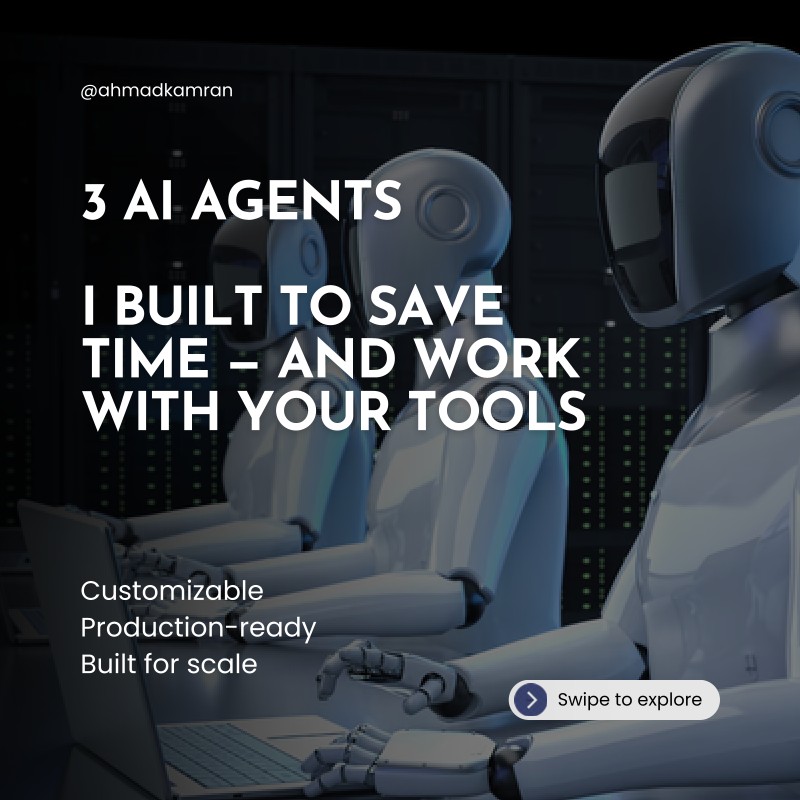 @ahmadkamran
3 AI AGENTS
I BUILT TO SAVE
TIME – AND WORK
WITH YOUR TOOLS
Customizable
Production-ready
Built for scale
Swipe to explore